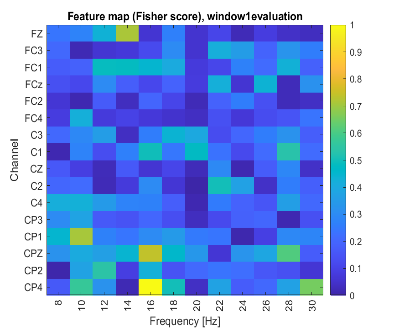 Feature map (Fisher score), window1evaluation
Channel
FZ
FC3
FC1
FCz
FC2
FC4
C3
C1
CZ
C2
C4
CP3
CP1
CPZ
CP2
CP4
8 10 12 14 16 18 20 22 24 26 28 30
Frequency [Hz]
1
0.9
0.8
0.7
0.6
0.5
0.4
0.3
0.2
0.1
0